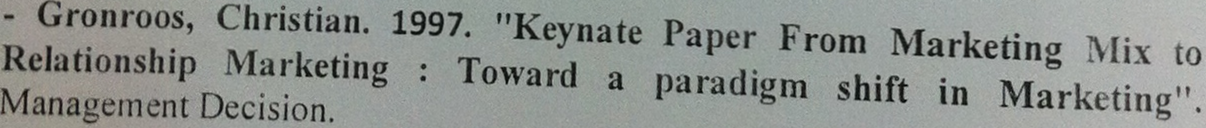 - Gronroos, Christian. 1997. "Keynate Paper From Marketing Mix to
Relationship Marketing : Toward a paradigm shift in Marketing".
Management Decision.